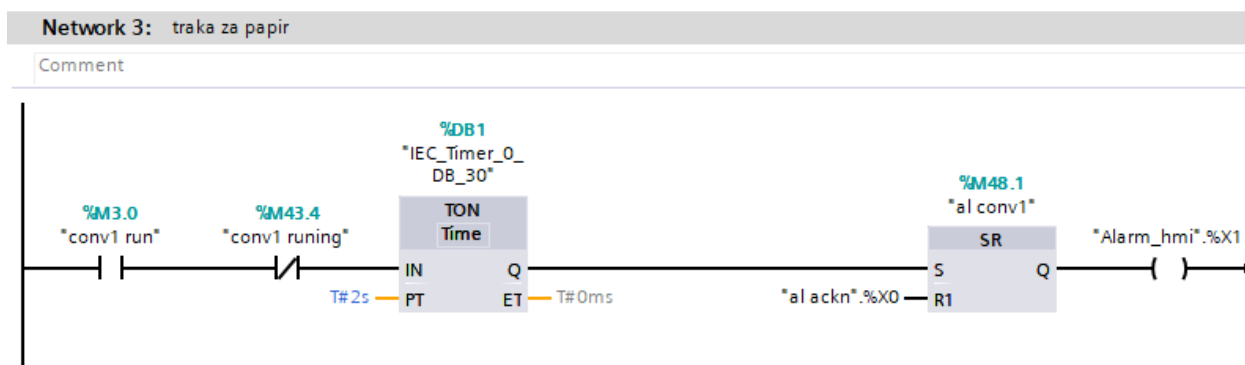 Network 3: traka za papir
Comment
%DB1
"IEC_Timer_0_
DB_30"
%M48.1
"al conv1"
%M3.0
"conv1 run"
%M43.4
"conv1 runing"
TON
Time
SR
"Alarm_hmi".%X1
IN Q
S Q
T#2s PT ET T#0ms
"al ackn".%X0 R1